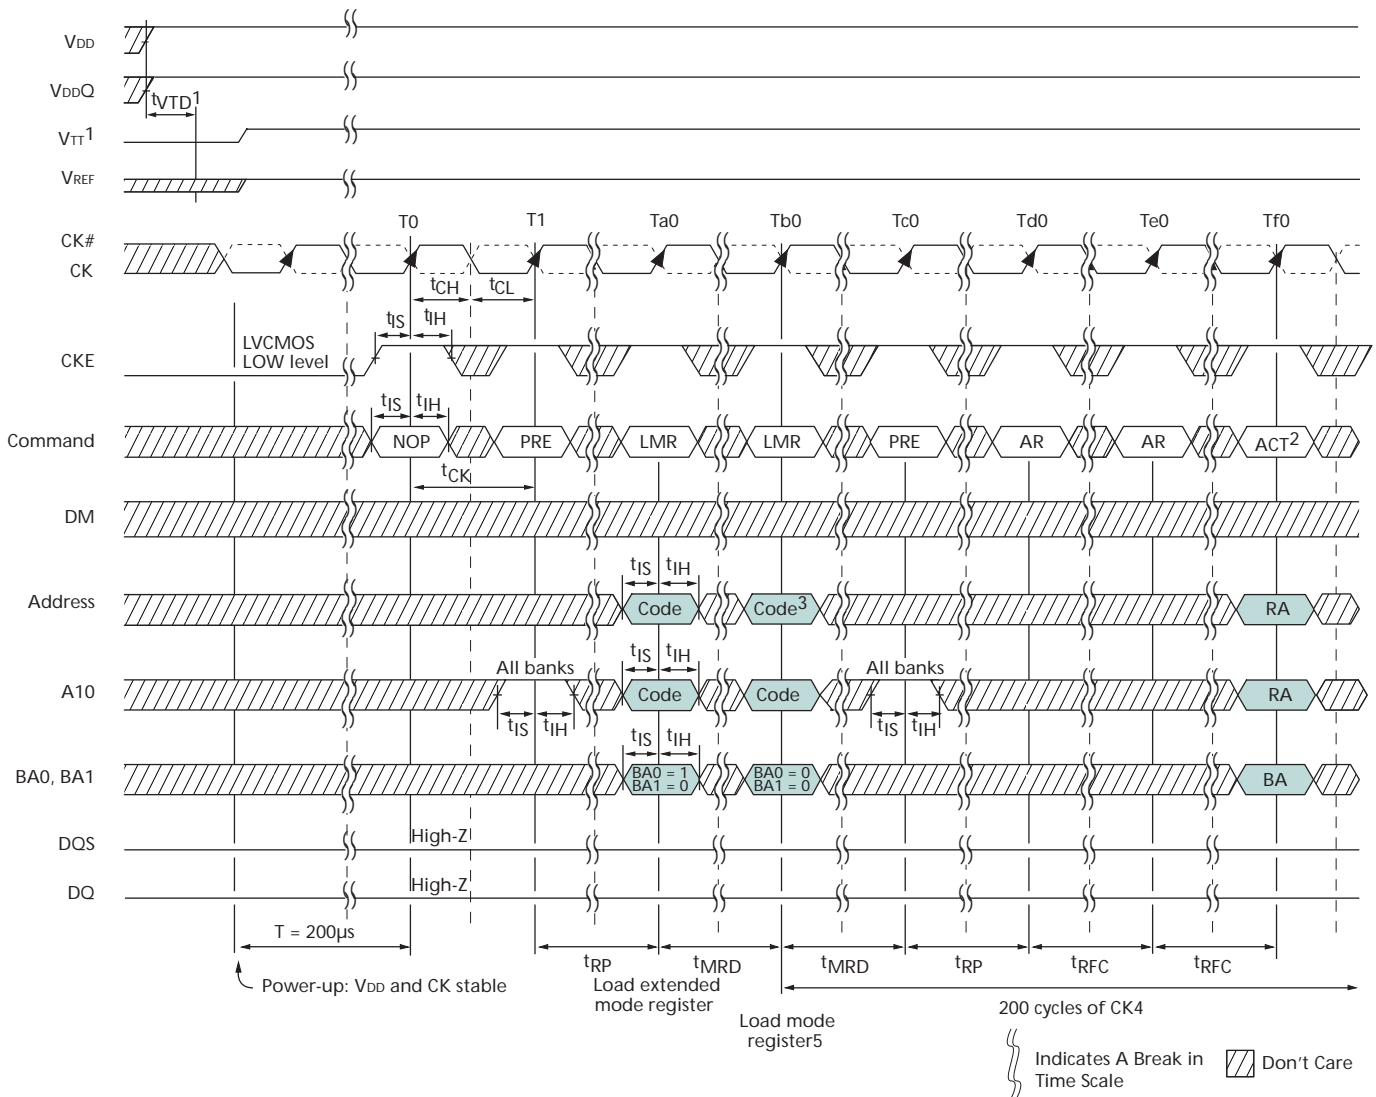 VDD
VDDQ
tVTD1
VTT1
VREF
T0 T1 Ta0 Tb0 Tc0 Td0 Te0 Tf0
CK#
CK
tCH tCL
tIS tIH
LVCMOS
LOW level
CKE
tIS tIH
Command NOP PRE LMR LMR PRE AR AR ACT2
tCK
DM
tIS tIH
Address Code Code3 RA
tIS tIH
All banks All banks
A10 Code Code RA
tIS tIH tIS tIH
tIS tIH
BA0, BA1 BA0 = 1 BA0 = 0 BA
BA1 = 0 BA1 = 0
DQS High-Z
DQ High-Z
T = 200µs
tRP tMRD tMRD tRP tRFC tRFC
Power-up: VDD and CK stable
Load extended
mode register
200 cycles of CK4
Load mode
register5
Indicates A Break in
Time Scale
Don't Care